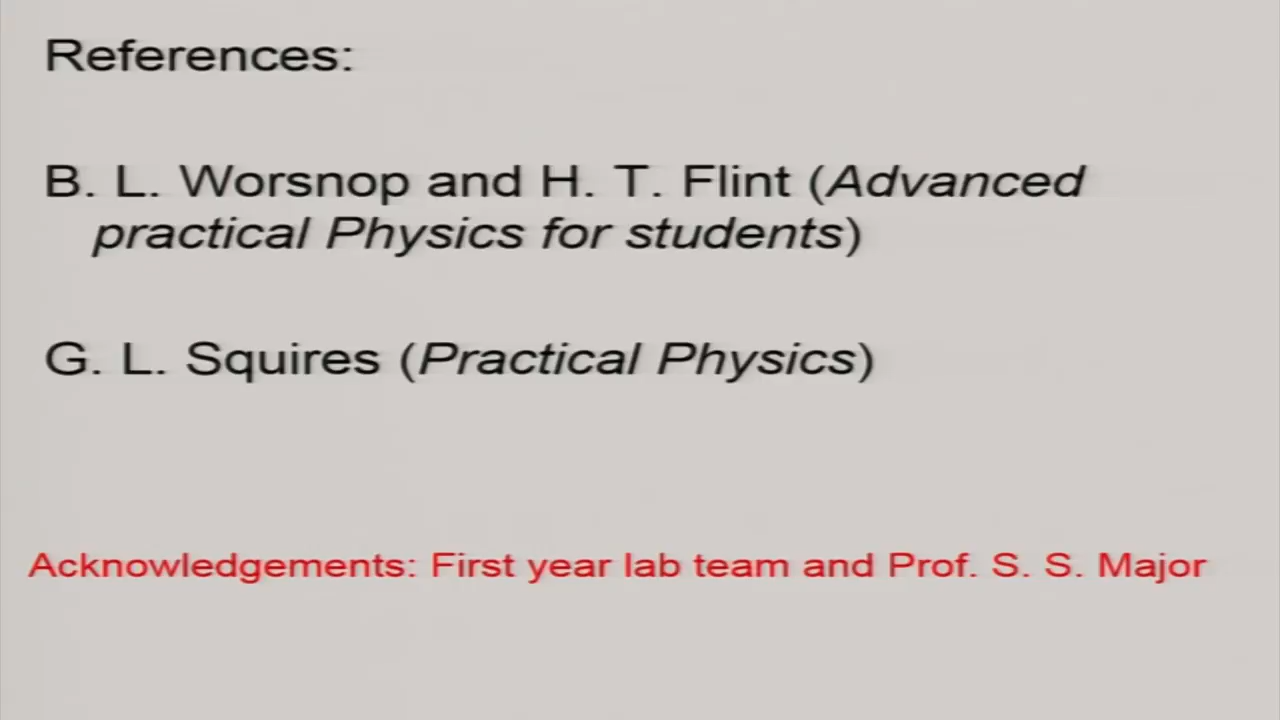 References:
B. L. Worsnop and H. T. Flint (Advanced
practical Physics for students)
G. L. Squires (Practical Physics)
Acknowledgements: First year lab team and Prof. S. S. Major